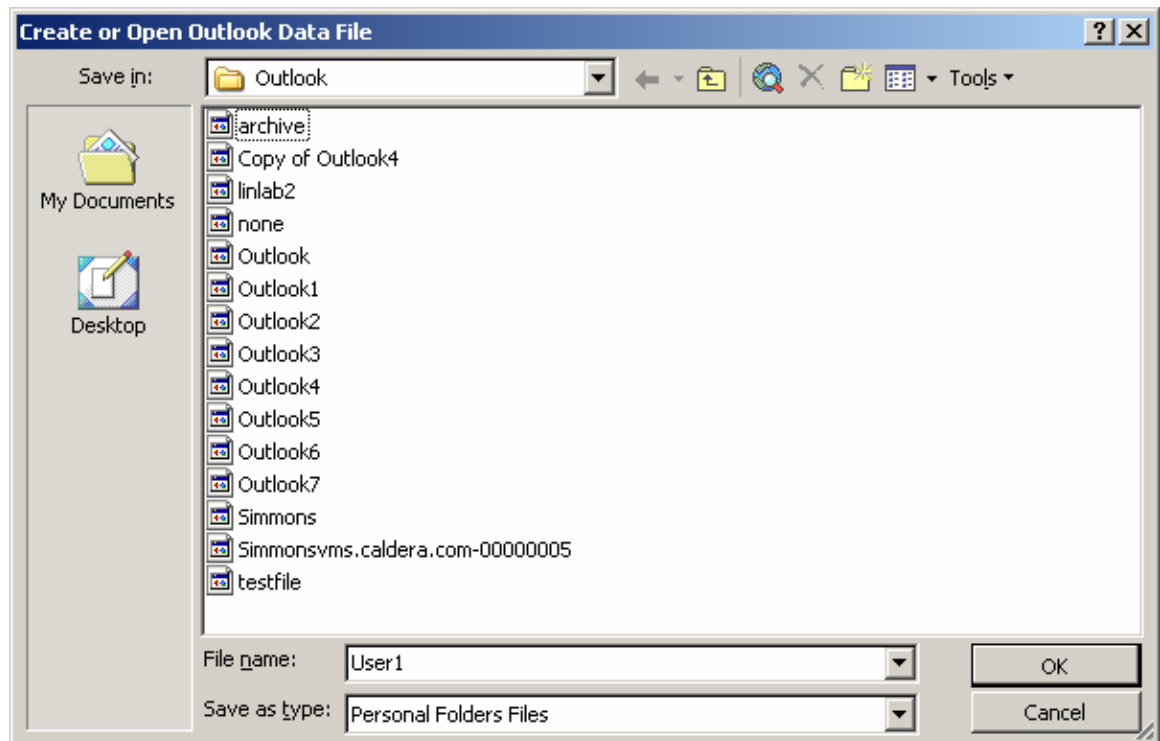 Create or Open Outlook Data File
Save in:
Outlook
Tools
My Documents
Desktop
archive
Copy of Outlook4
linlab2
none
Outlook
Outlook1
Outlook2
Outlook3
Outlook4
Outlook5
Outlook6
Outlook7
Simmons
Simmonsvms.caldera.com-00000005
testfile
File name:
User1
OK
Save as type:
Personal Folders Files
Cancel